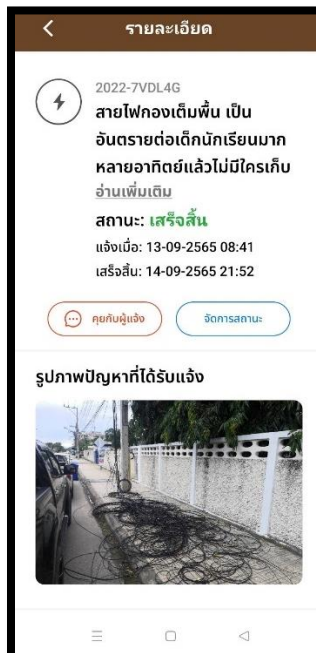 รายละเอียด
2022-7VDL4G
สายไฟกองเต็มพื้น เป็น
อันตรายต่อเด็กนักเรียนมาก
หลายอาทิตย์แล้วไม่มีใครเก็บ
อ่านเพิ่มเติม
สถานะ: เสร็จสิ้น
แจ้งเมื่อ: 13-09-2565 08:41
เสร็จสิ้น: 14-09-2565 21:52
คุยกับผู้แจ้ง
จัดการสถานะ
รูปภาพปัญหาที่ได้รับแจ้ง